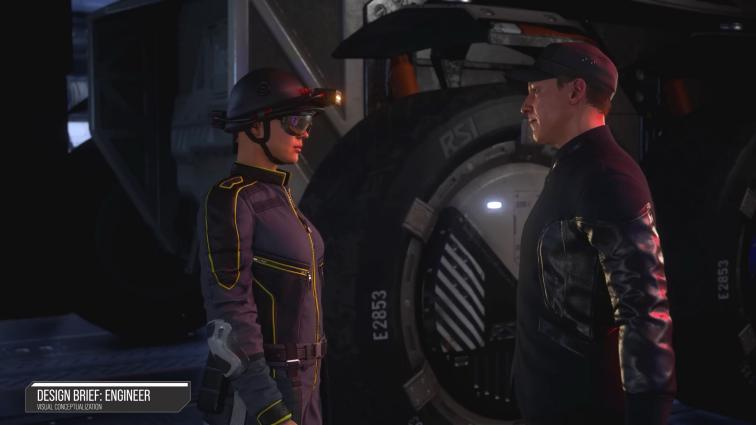 RSI
E2853
E2853
DESIGN BRIEF: ENGINEER
VISUAL CONCEPTUALIZATION